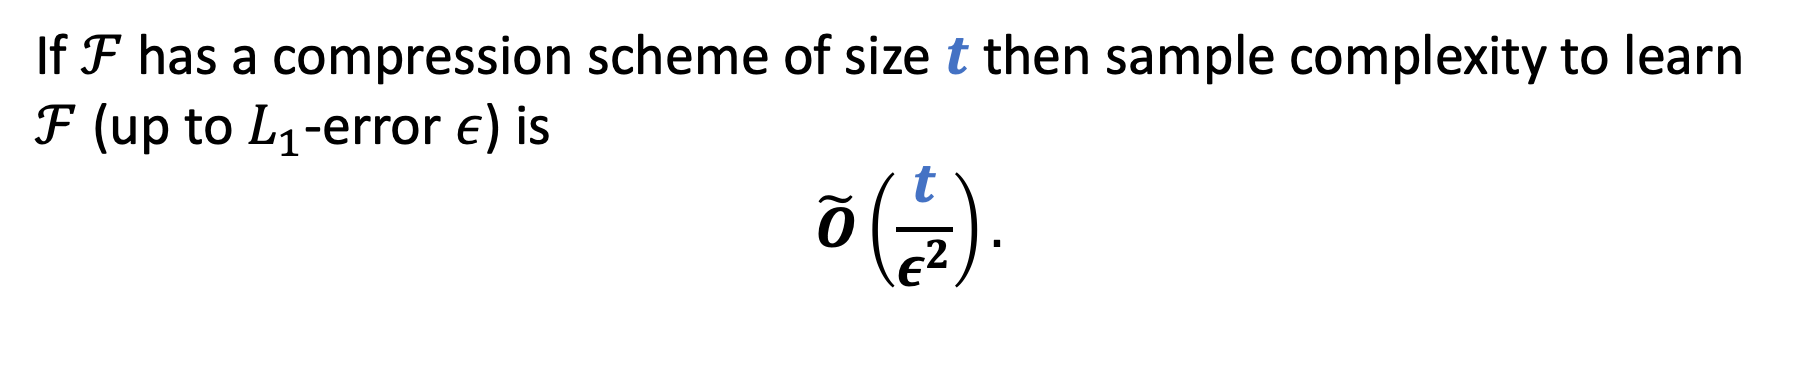 If ℱ has a compression scheme of size t then sample complexity to learn
ℱ (up to L₁-error ϵ) is
Õ(t/ϵ²).